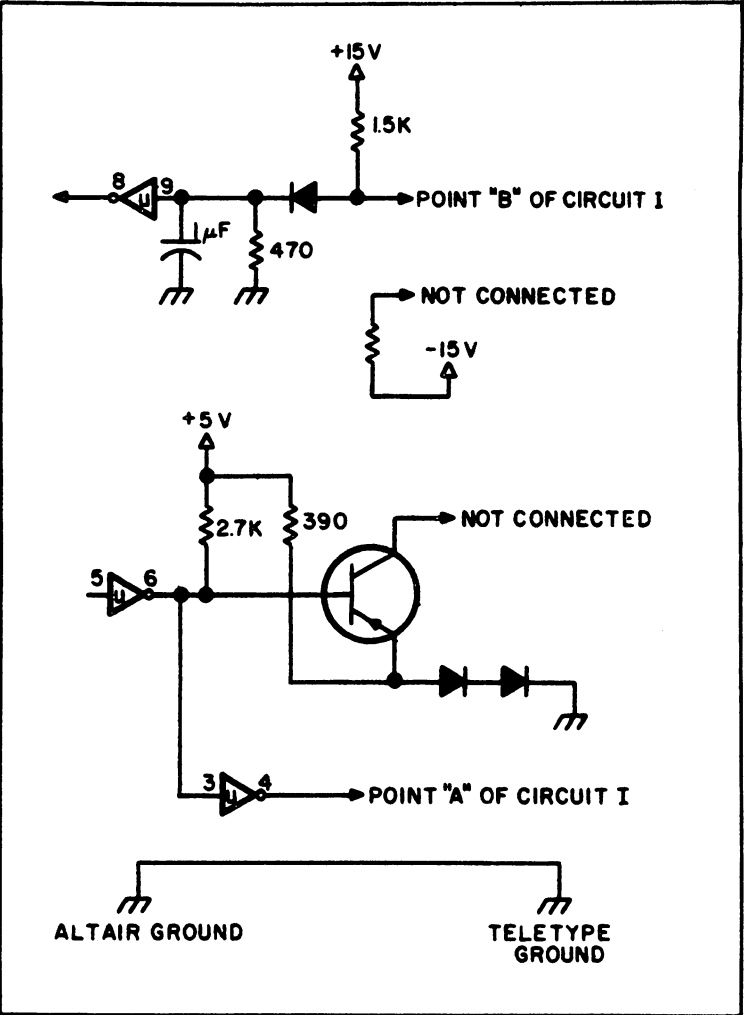 +15V
1.5K
8
μ
9
POINT "B" OF CIRCUIT I
1μF
470
NOT CONNECTED
-15V
+5V
2.7K
390
NOT CONNECTED
5
μ
6
3
μ
4
POINT "A" OF CIRCUIT I
ALTAIR GROUND
TELETYPE
GROUND